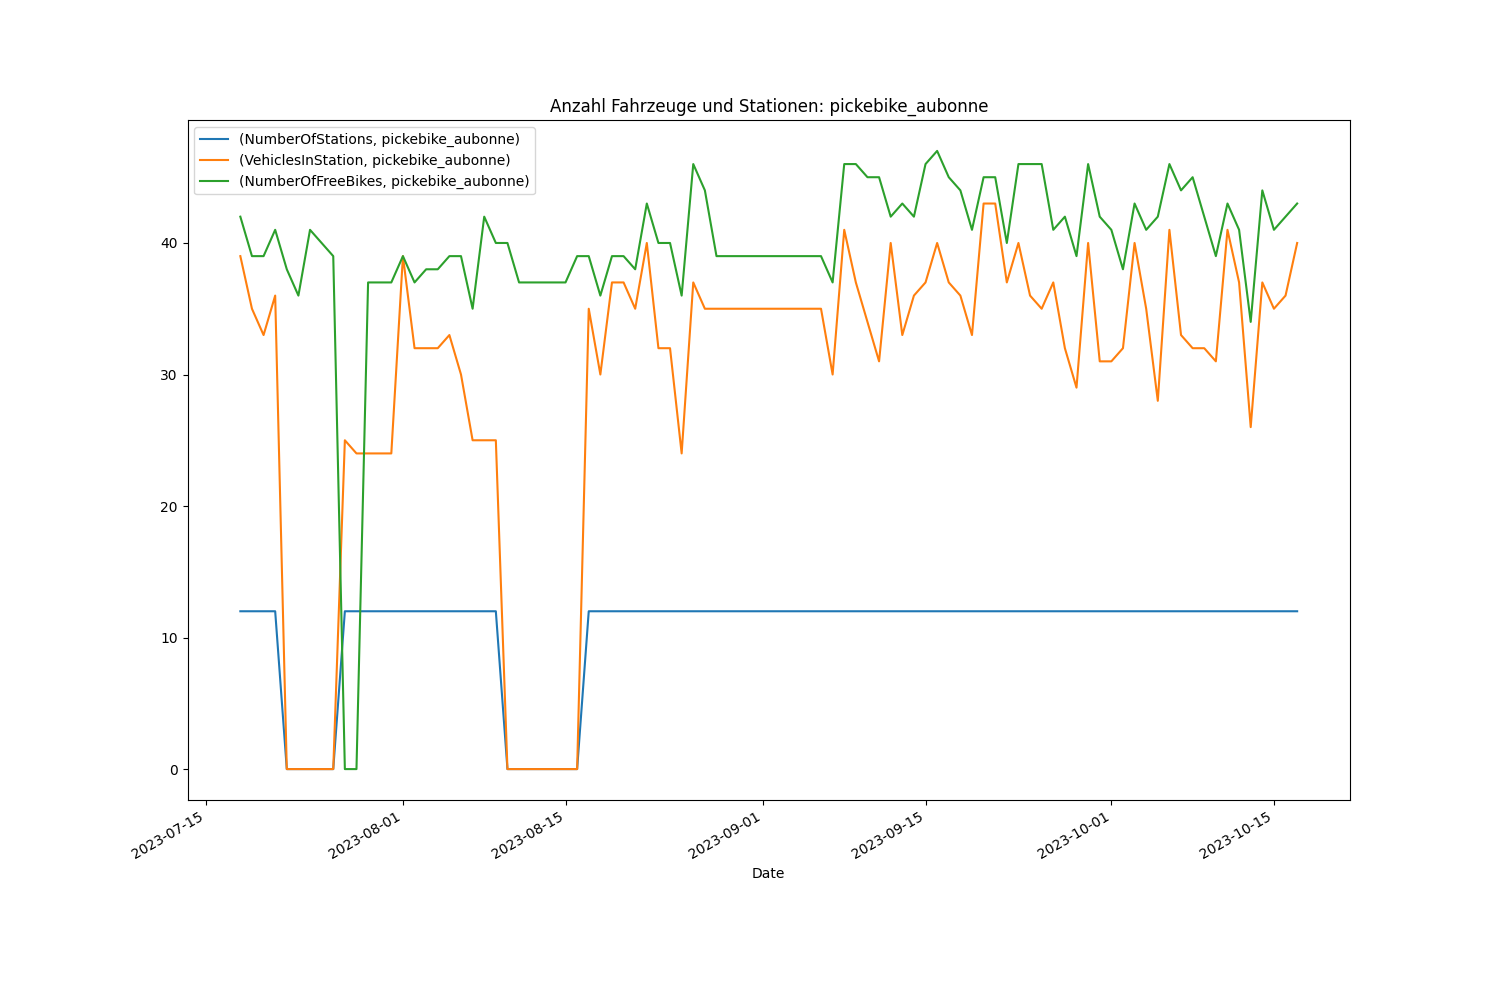 Anzahl Fahrzeuge und Stationen: pickebike_aubonne
(NumberOfStations, pickebike_aubonne)
(VehiclesInStation, pickebike_aubonne)
(NumberOfFreeBikes, pickebike_aubonne)
40
30
20
10
0
2023-07-15
2023-08-01
2023-08-15
2023-09-01
2023-09-15
2023-10-01
2023-10-15
Date